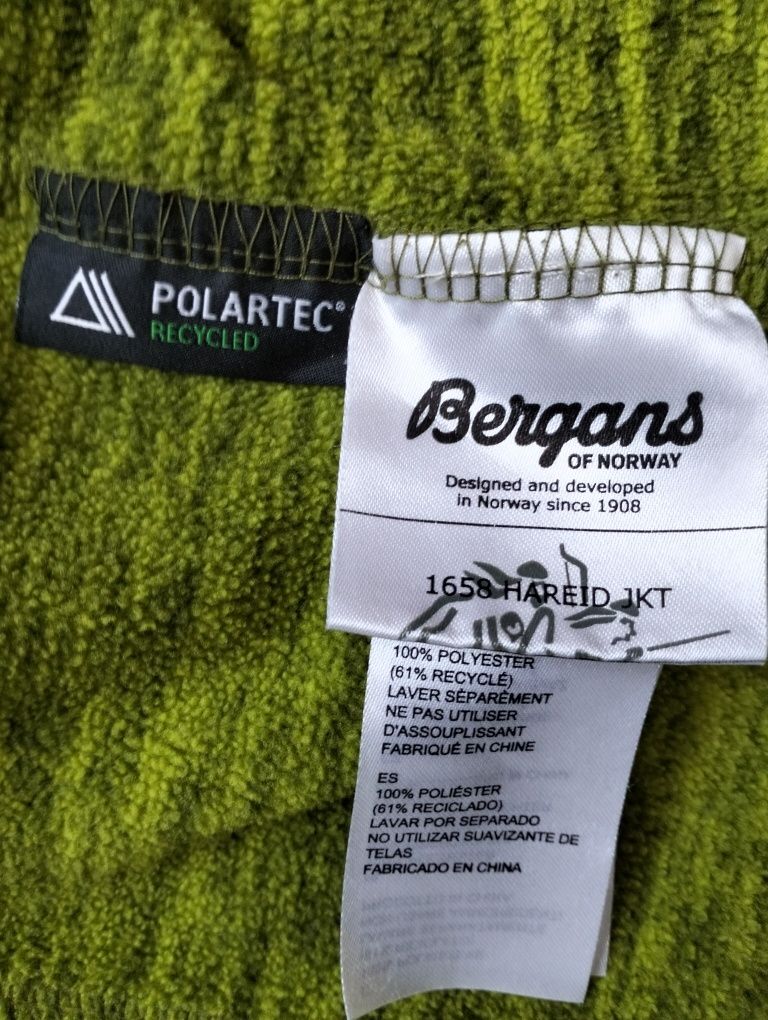 POLARTEC®
RECYCLED
Bergans
OF NORWAY
Designed and developed
in Norway since 1908
1658 HAREID JKT
100% POLYESTER
(61% RECYCLÉ)
LAVER SÉPARÉMENT
NE PAS UTILISER
D'ASSOUPLISSANT
FABRIQUÉ EN CHINE
ES
100% POLIÉSTER
(61% RECICLADO)
LAVAR POR SEPARADO
NO UTILIZAR SUAVIZANTE DE
TELAS
FABRICADO EN CHINA